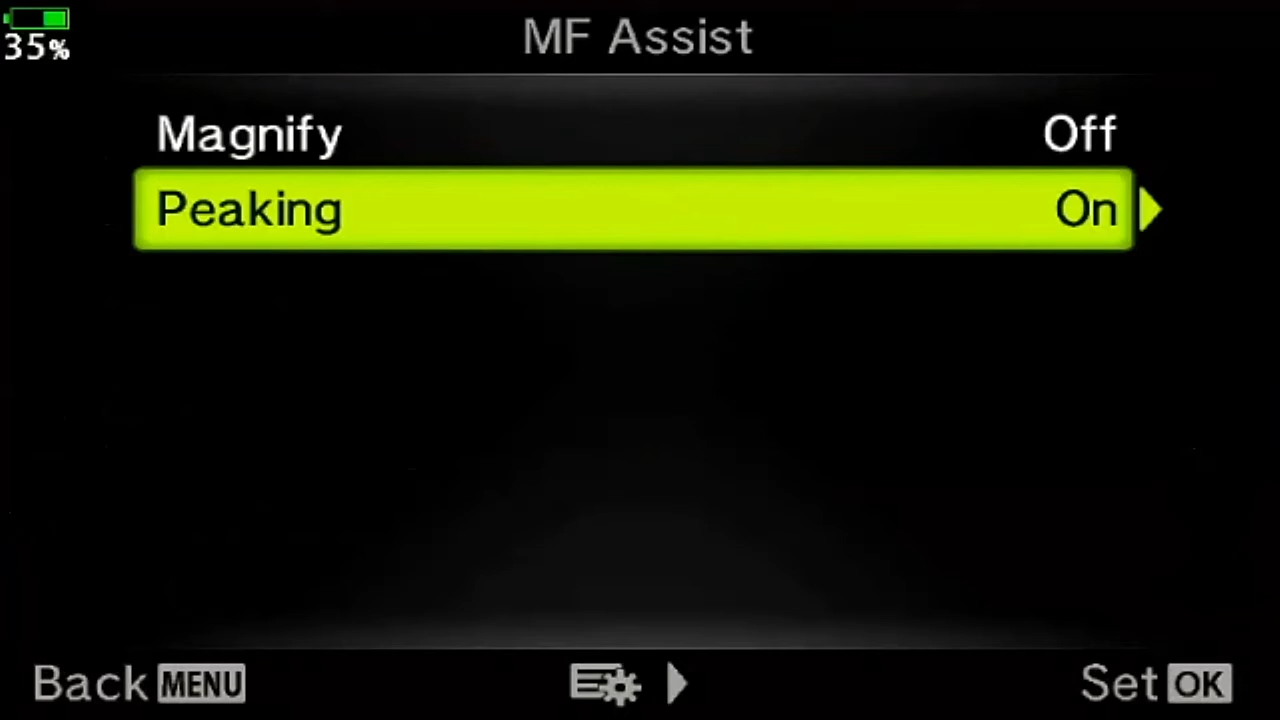 35%
MF Assist
Magnify Off
Peaking On
Back MENU Set OK